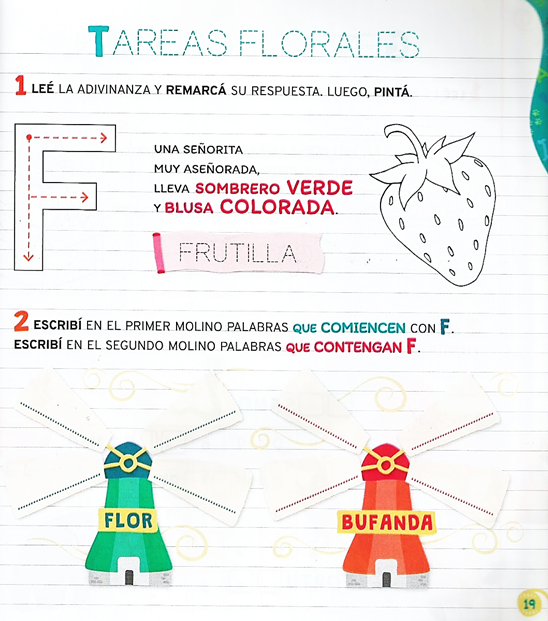 TAREAS FLORALES
1 LEÉ LA ADIVINANZA Y REMARCÁ SU RESPUESTA. LUEGO, PINTÁ.
F
UNA SEÑORITA
MUY ASEÑORADA,
LLEVA SOMBRERO VERDE
Y BLUSA COLORADA.
FRUTILLA
2 ESCRIBÍ EN EL PRIMER MOLINO PALABRAS QUE COMIENCEN CON F.
ESCRIBÍ EN EL SEGUNDO MOLINO PALABRAS QUE CONTENGAN F.
FLOR
BUFANDA
19